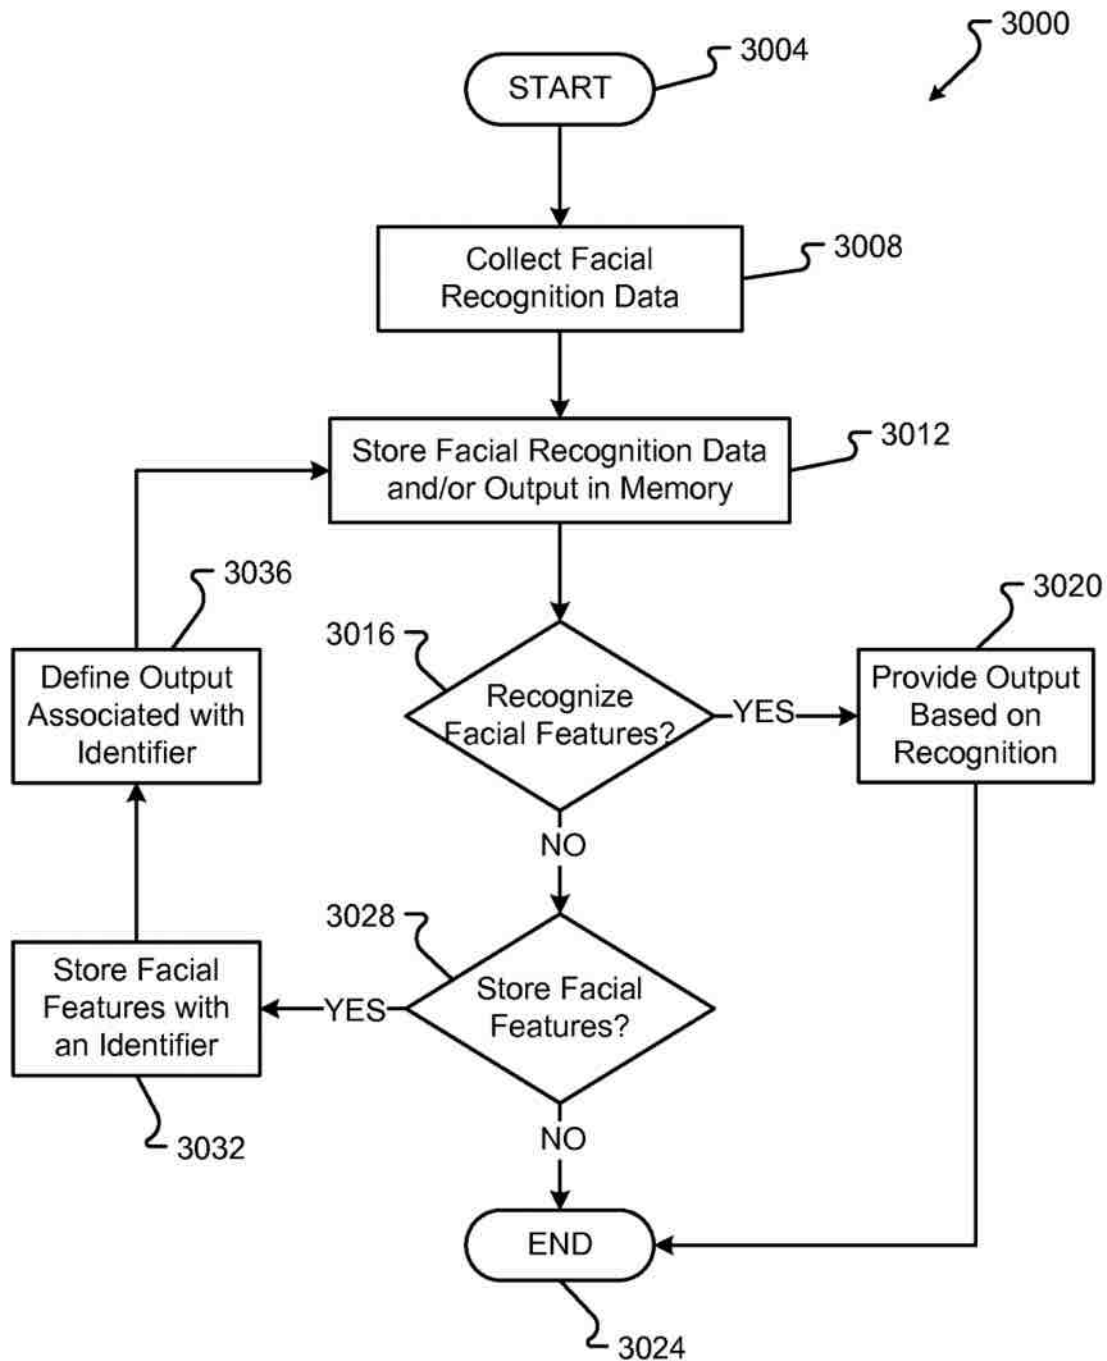 3000
START
3004
Collect Facial
Recognition Data
3008
Store Facial Recognition Data
and/or Output in Memory
3012
3016
Recognize
Facial Features?
YES
3020
Provide Output
Based on
Recognition
3036
Define Output
Associated with
Identifier
NO
3028
Store Facial
Features?
YES
Store Facial
Features with
an Identifier
3032
NO
END
3024